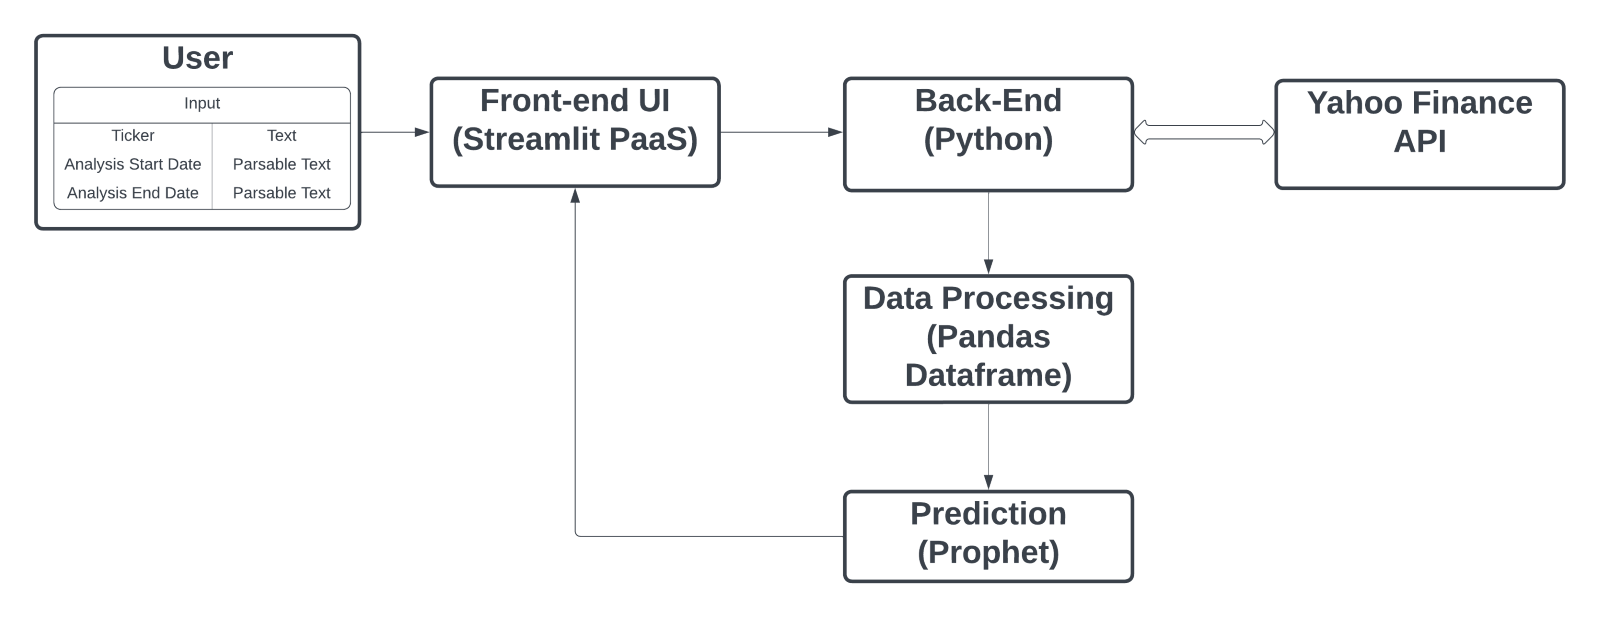 User
Input
Ticker Text
Analysis Start Date Parsable Text
Analysis End Date Parsable Text
Front-end UI
(Streamlit PaaS)
Back-End
(Python)
Yahoo Finance
API
Data Processing
(Pandas
Dataframe)
Prediction
(Prophet)